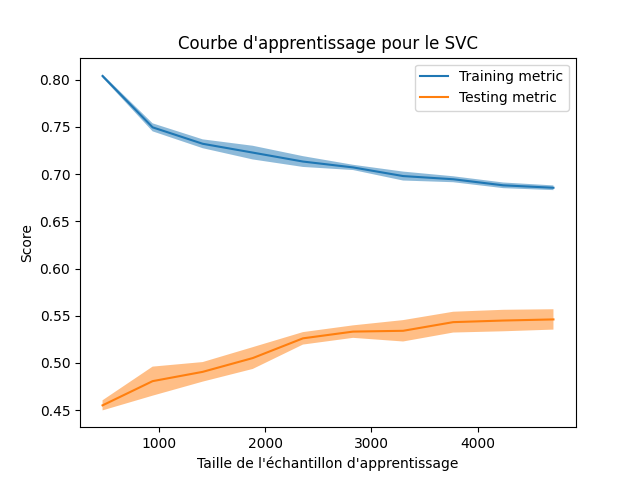 Courbe d'apprentissage pour le SVC
Training metric
Testing metric
0.80
0.75
0.70
0.65
0.60
0.55
0.50
0.45
Score
1000
2000
3000
4000
Taille de l'échantillon d'apprentissage